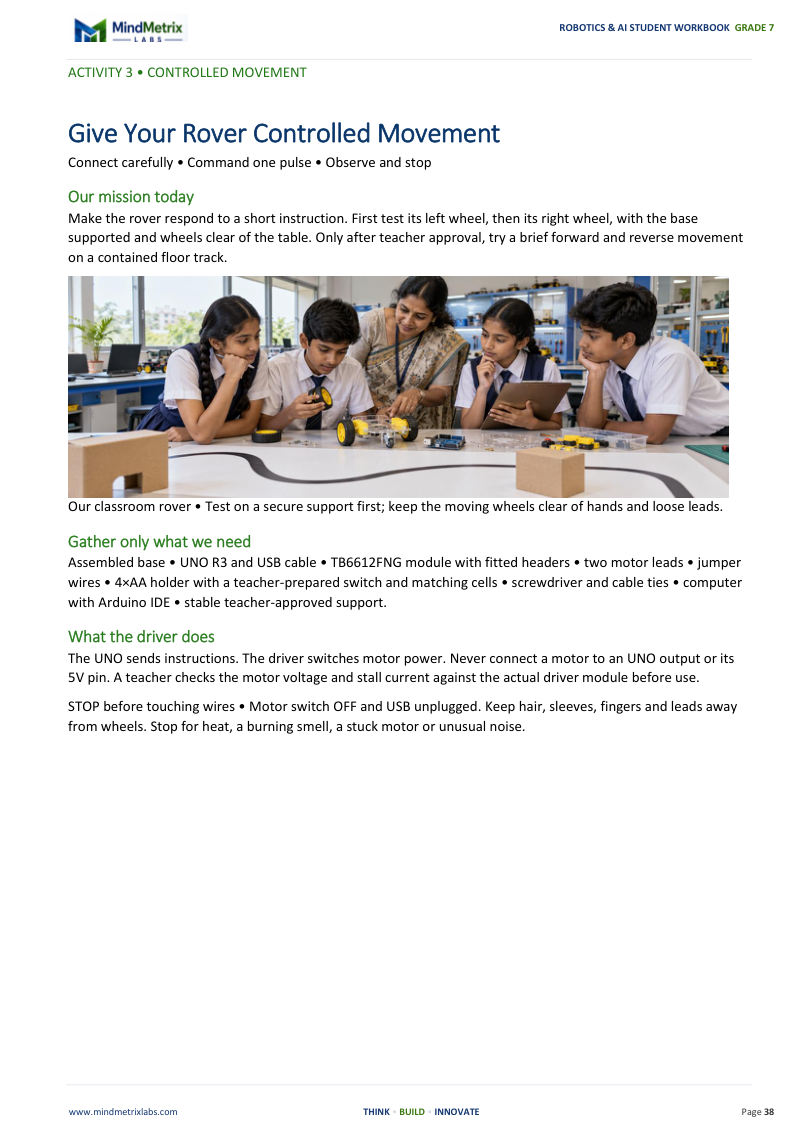 MindMetrix
LABS
ROBOTICS & AI STUDENT WORKBOOK GRADE 7
ACTIVITY 3 • CONTROLLED MOVEMENT
Give Your Rover Controlled Movement
Connect carefully • Command one pulse • Observe and stop
Our mission today
Make the rover respond to a short instruction. First test its left wheel, then its right wheel, with the base
supported and wheels clear of the table. Only after teacher approval, try a brief forward and reverse movement
on a contained floor track.
Our classroom rover • Test on a secure support first; keep the moving wheels clear of hands and loose leads.
Gather only what we need
Assembled base • UNO R3 and USB cable • TB6612FNG module with fitted headers • two motor leads • jumper
wires • 4×AA holder with a teacher-prepared switch and matching cells • screwdriver and cable ties • computer
with Arduino IDE • stable teacher-approved support.
What the driver does
The UNO sends instructions. The driver switches motor power. Never connect a motor to an UNO output or its
5V pin. A teacher checks the motor voltage and stall current against the actual driver module before use.
STOP before touching wires • Motor switch OFF and USB unplugged. Keep hair, sleeves, fingers and leads away
from wheels. Stop for heat, a burning smell, a stuck motor or unusual noise.
www.mindmetrixlabs.com
THINK • BUILD • INNOVATE
Page 38